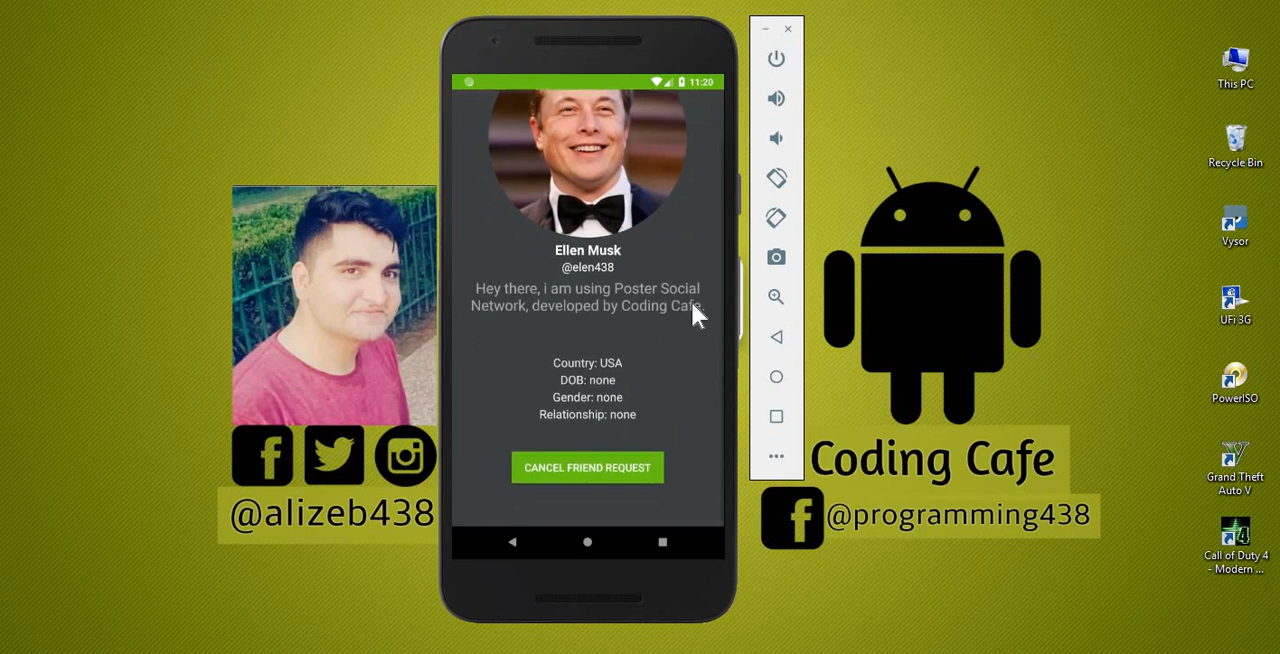 11:20
Ellen Musk
@elen438
Hey there, i am using Poster Social
Network, developed by Coding Cafe.
Country: USA
DOB: none
Gender: none
Relationship: none
CANCEL FRIEND REQUEST
@alizeb438
Coding Cafe
@programming438
This PC
Recycle Bin
Vysor
UFi 3G
PowerISO
Grand Theft
Auto V
Call of Duty 4
- Modern ...